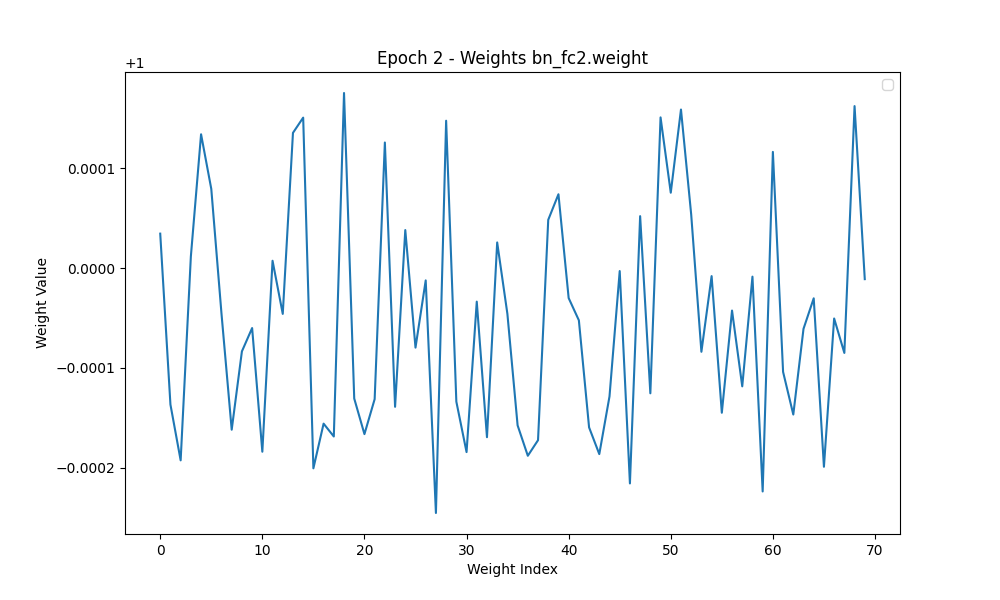 Epoch 2 - Weights bn_fc2.weight
+1
0.0001
0.0000
−0.0001
−0.0002
Weight Value
0 10 20 30 40 50 60 70
Weight Index